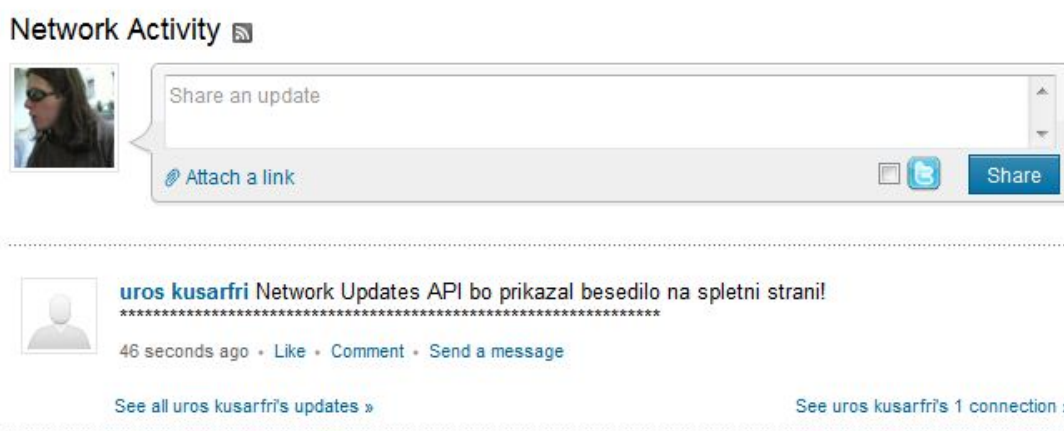 Network Activity
Share an update
Attach a link
Share
uros kusarfri Network Updates API bo prikazal besedilo na spletni strani!
*****************************************************************
46 seconds ago • Like • Comment • Send a message
See all uros kusarfri's updates »
See uros kusarfri's 1 connection »